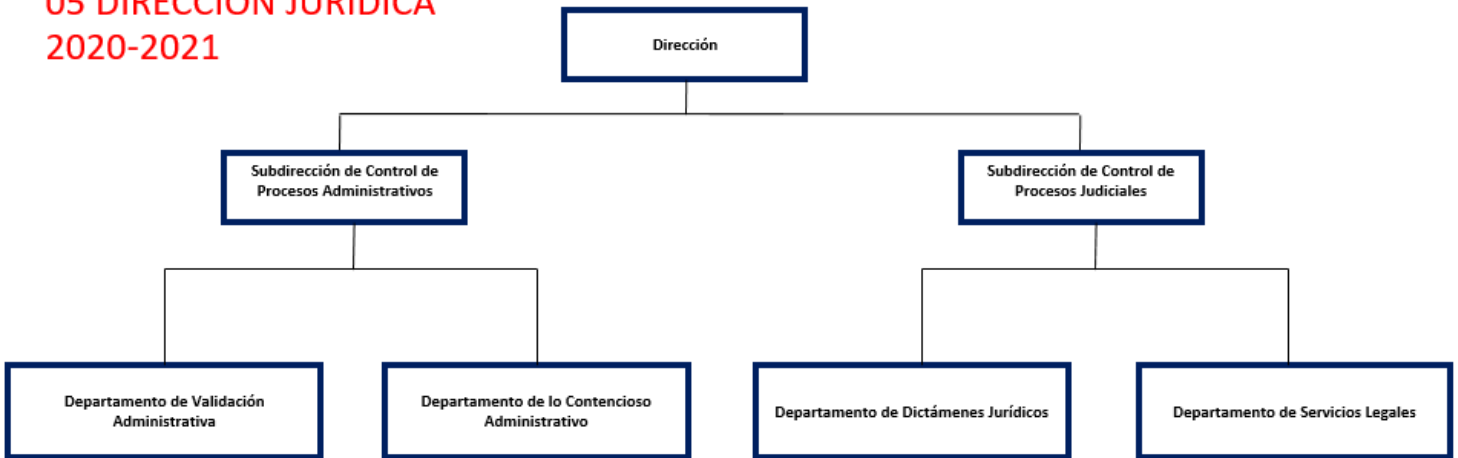 05 DIRECCIÓN JURÍDICA
2020-2021
Dirección
Subdirección de Control de
Procesos Administrativos
Subdirección de Control de
Procesos Judiciales
Departamento de Validación
Administrativa
Departamento de lo Contencioso
Administrativo
Departamento de Dictámenes Jurídicos
Departamento de Servicios Legales